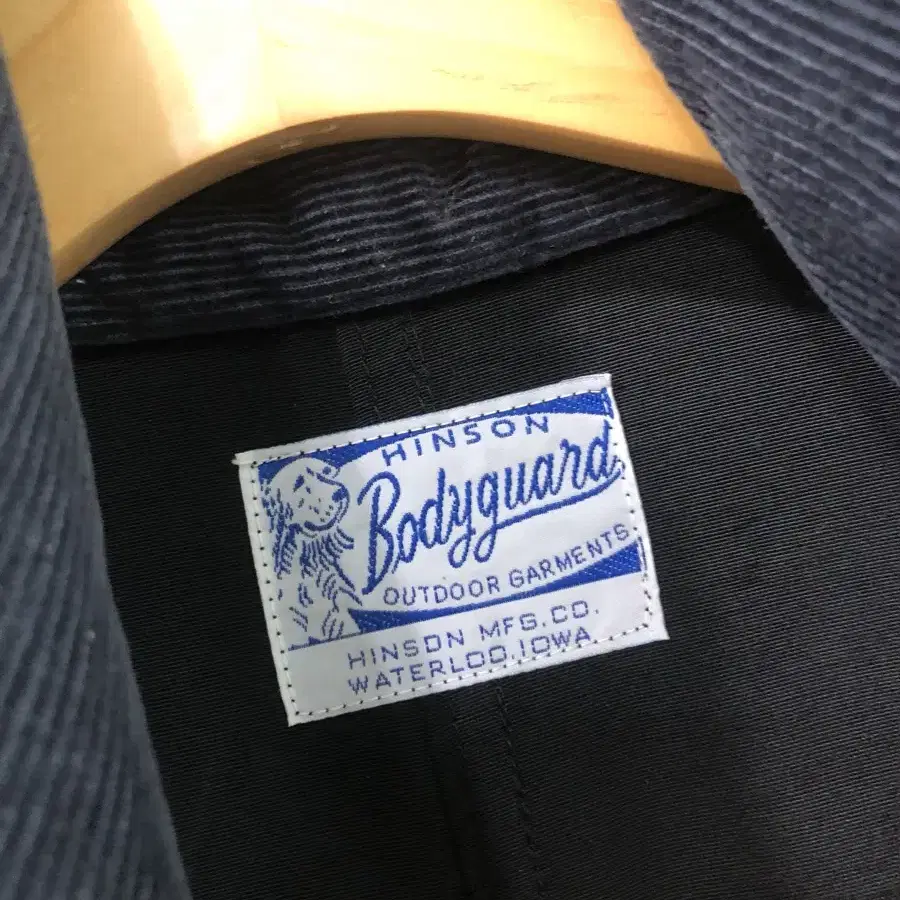 HINSON
Bodyguard
OUTDOOR GARMENTS
HINSON MFG.CO.
WATERLOO.IOWA